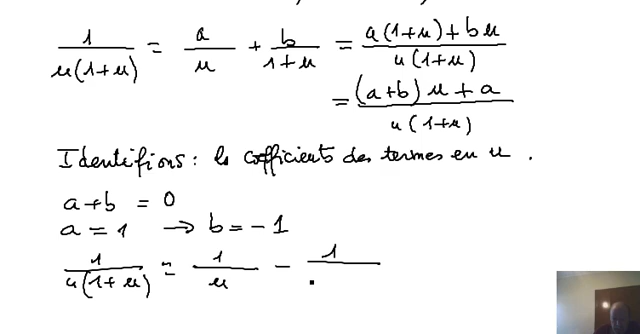 1/u(1+u) = a/u + b/1+u = a(1+u)+bu/u(1+u)
= (a+b)u+a/u(1+u)
Identifions: les coefficients des termes en u.
a+b = 0
a = 1 → b = -1
1/u(1+u) = 1/u - 1/